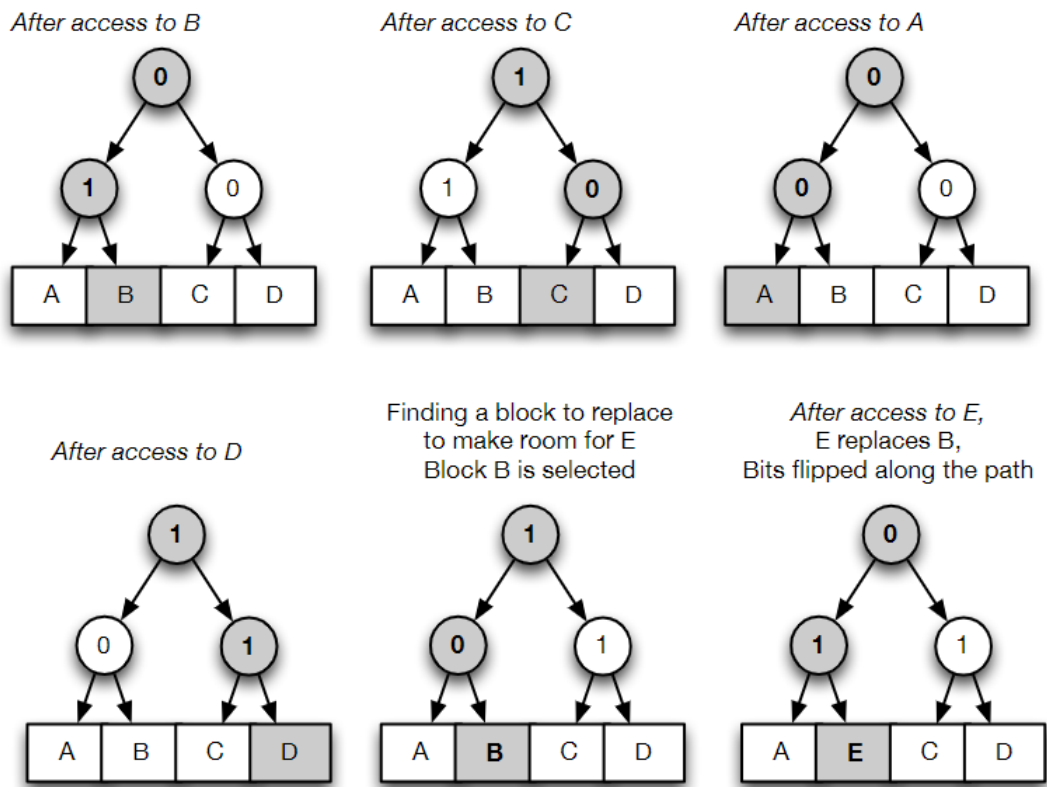 After access to B
0
1 0
A B C D
After access to C
1
1 0
A B C D
After access to A
0
0 0
A B C D
After access to D
1
0 1
A B C D
Finding a block to replace
to make room for E
Block B is selected
1
0 1
A B C D
After access to E,
E replaces B,
Bits flipped along the path
0
1 1
A E C D